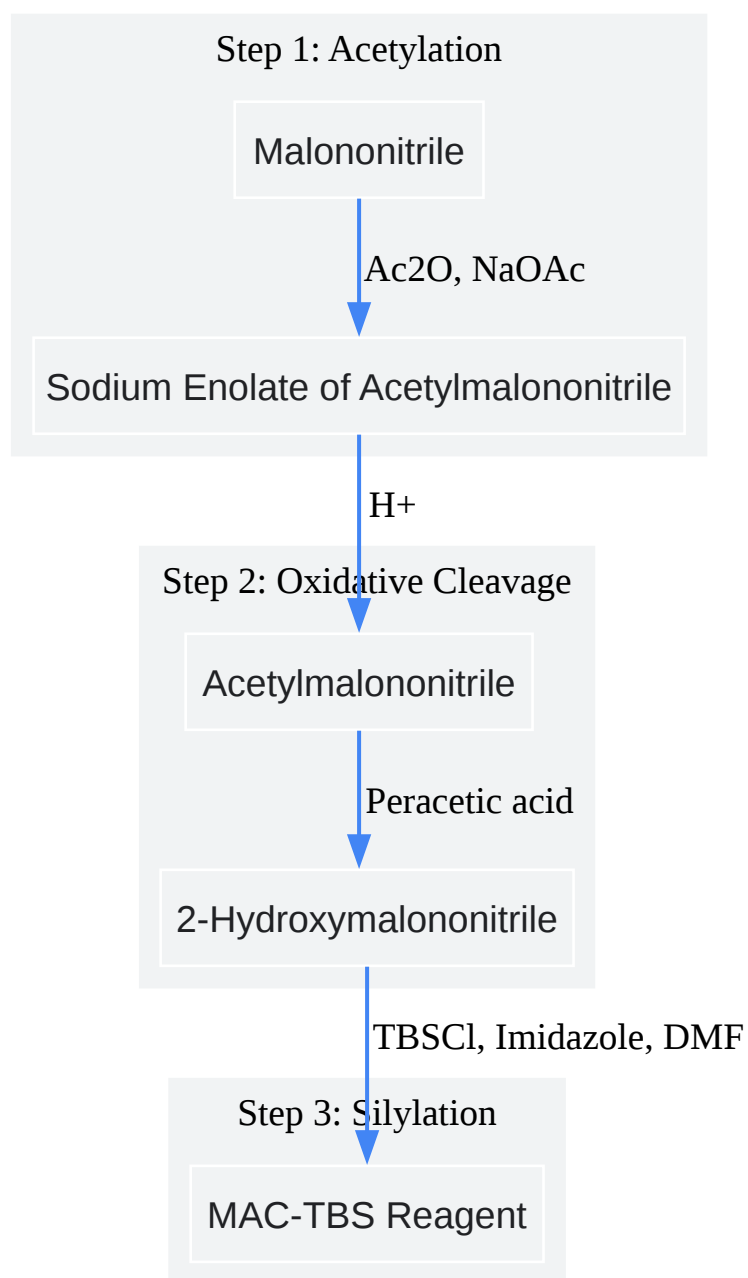 Step 1: Acetylation
Malononitrile
Ac2O, NaOAc
Sodium Enolate of Acetylmalononitrile
H+
Step 2: Oxidative Cleavage
Acetylmalononitrile
Peracetic acid
2-Hydroxymalononitrile
TBSCl, Imidazole, DMF
Step 3: Silylation
MAC-TBS Reagent